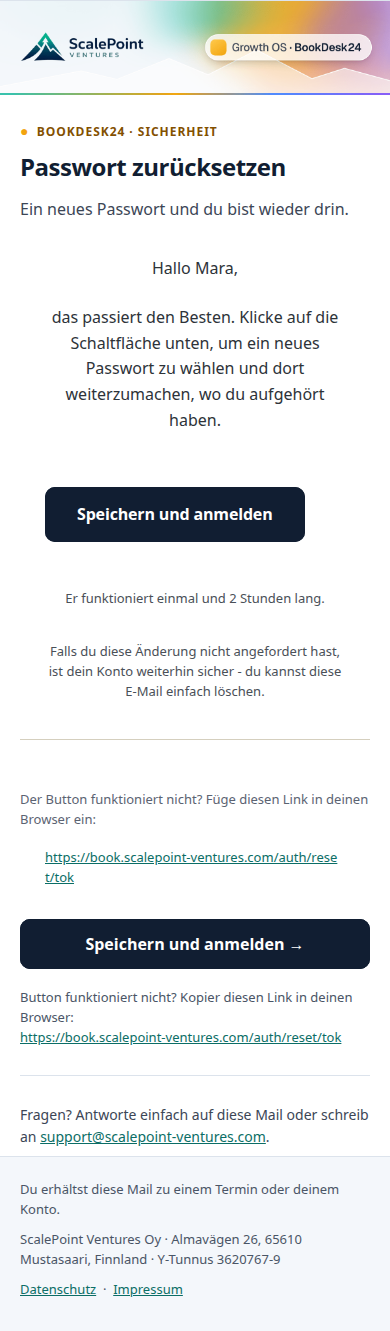 ScalePoint
VENTURES
Growth OS · BookDesk24
BOOKDESK24 · SICHERHEIT
Passwort zurücksetzen
Ein neues Passwort und du bist wieder drin.
Hallo Mara,
das passiert den Besten. Klicke auf die
Schaltfläche unten, um ein neues
Passwort zu wählen und dort
weiterzumachen, wo du aufgehört
haben.
Speichern und anmelden
Er funktioniert einmal und 2 Stunden lang.
Falls du diese Änderung nicht angefordert hast,
ist dein Konto weiterhin sicher - du kannst diese
E-Mail einfach löschen.
Der Button funktioniert nicht? Füge diesen Link in deinen
Browser ein:
https://book.scalepoint-ventures.com/auth/rese
t/tok
Speichern und anmelden →
Button funktioniert nicht? Kopier diesen Link in deinen
Browser:
https://book.scalepoint-ventures.com/auth/reset/tok
Fragen? Antworte einfach auf diese Mail oder schreib
an support@scalepoint-ventures.com.
Du erhältst diese Mail zu einem Termin oder deinem
Konto.
ScalePoint Ventures Oy · Almavägen 26, 65610
Mustasaari, Finnland · Y-Tunnus 3620767-9
Datenschutz · Impressum